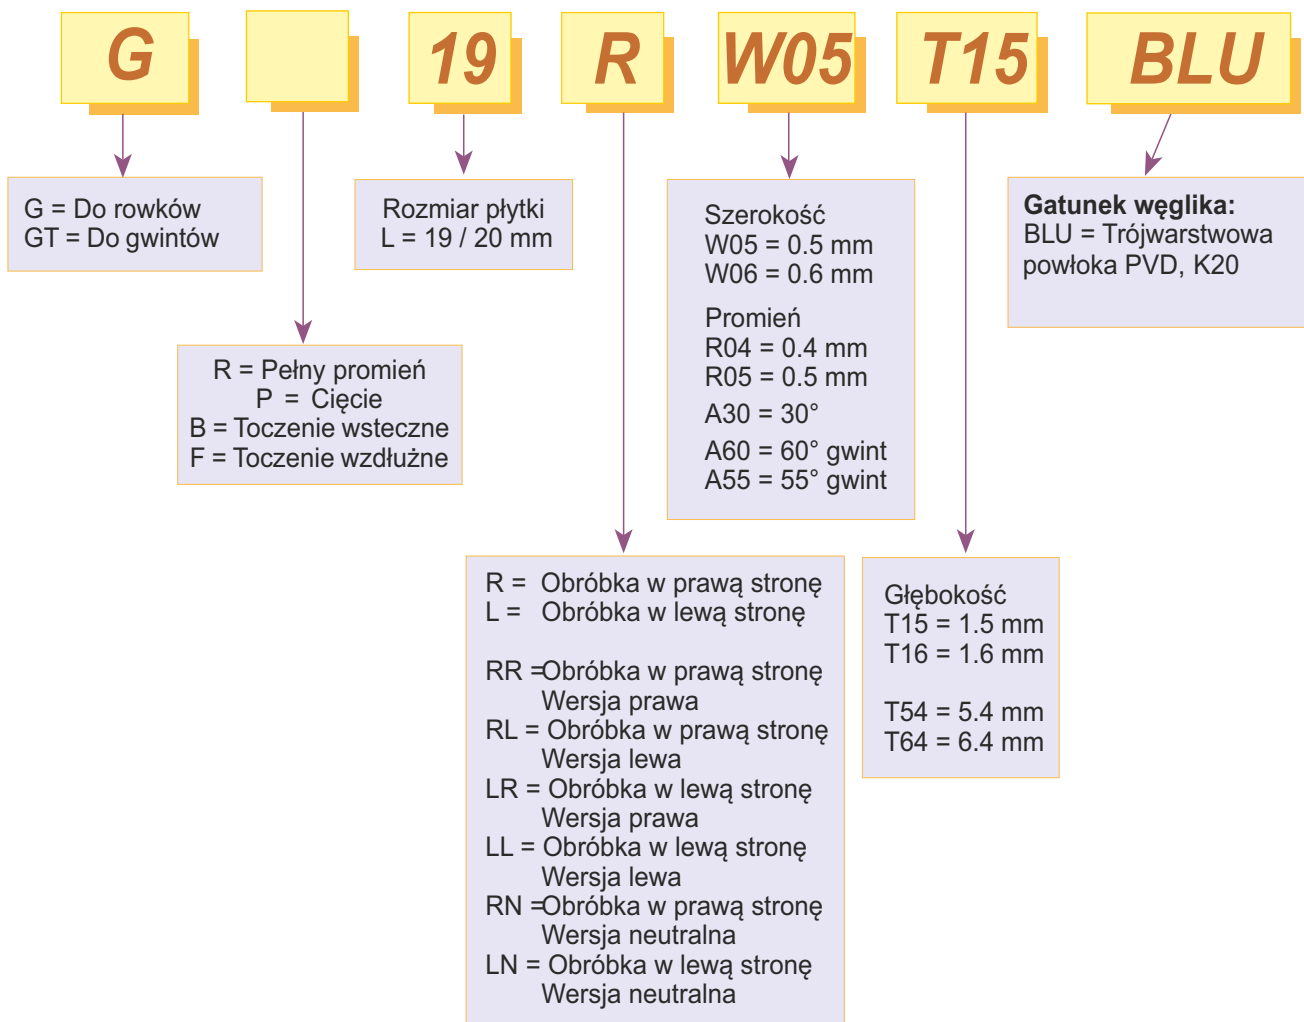 G 19 R W05 T15 BLU
G = Do rowków
GT = Do gwintów
R = Pełny promień
P = Cięcie
B = Toczenie wsteczne
F = Toczenie wzdłużne
Rozmiar płytki
L = 19 / 20 mm
R = Obróbka w prawą stronę
L = Obróbka w lewą stronę
RR =Obróbka w prawą stronę
Wersja prawa
RL = Obróbka w prawą stronę
Wersja lewa
LR = Obróbka w lewą stronę
Wersja prawa
LL = Obróbka w lewą stronę
Wersja lewa
RN =Obróbka w prawą stronę
Wersja neutralna
LN = Obróbka w lewą stronę
Wersja neutralna
Szerokość
W05 = 0.5 mm
W06 = 0.6 mm
Promień
R04 = 0.4 mm
R05 = 0.5 mm
A30 = 30°
A60 = 60° gwint
A55 = 55° gwint
Głębokość
T15 = 1.5 mm
T16 = 1.6 mm
T54 = 5.4 mm
T64 = 6.4 mm
Gatunek węglika:
BLU = Trójwarstwowa
powłoka PVD, K20